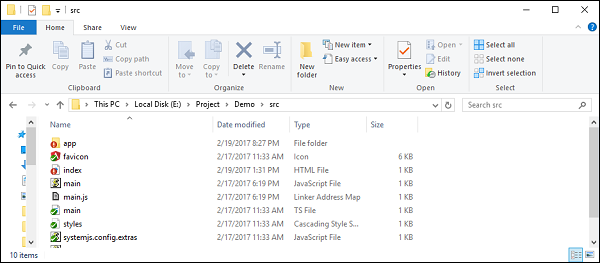 src
File Home Share View
Pin to Quick access
Copy
Paste
Cut
Copy path
Paste shortcut
Clipboard
Move to
Copy to
Delete
Rename
Organize
New folder
New item
Easy access
New
Properties
Open
Edit
History
Open
Select all
Select none
Invert selection
Select
This PC Local Disk (E:) Project Demo src
Search src
Name Date modified Type Size
app 2/19/2017 8:27 PM File folder
favicon 2/17/2017 11:33 AM Icon 6 KB
index 2/19/2017 1:31 PM HTML File 1 KB
main 2/17/2017 6:19 PM JavaScript File 1 KB
main.js 2/17/2017 6:19 PM Linker Address Map 1 KB
main 2/17/2017 11:33 AM TS File 1 KB
styles 2/17/2017 11:33 AM Cascading Style S... 1 KB
systemjs.config.extras 2/17/2017 11:33 AM JavaScript File 1 KB
10 items